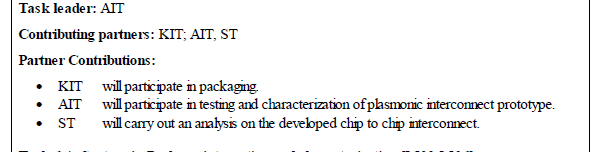 Task leader: AIT
Contributing partners: KIT; AIT, ST
Partner Contributions:
• KIT will participate in packaging.
• AIT will participate in testing and characterization of plasmonic interconnect prototype.
• ST will carry out an analysis on the developed chip to chip interconnect.